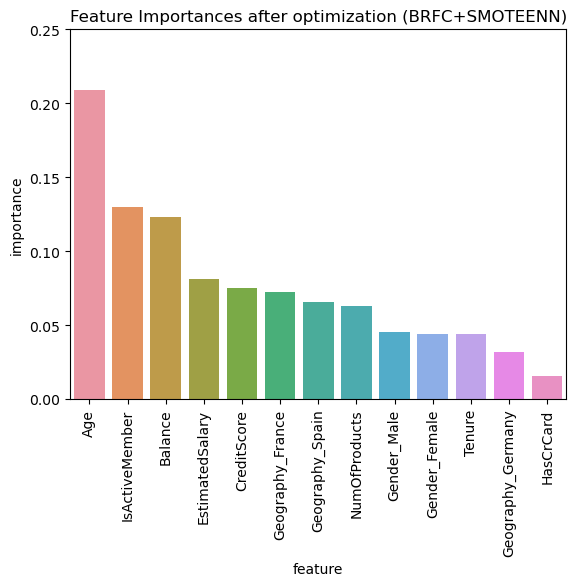 Feature Importances after optimization (BRFC+SMOTEENN)
0.25
0.20
0.15
0.10
0.05
0.00
importance
Age
IsActiveMember
Balance
EstimatedSalary
CreditScore
Geography_France
Geography_Spain
NumOfProducts
Gender_Male
Gender_Female
Tenure
Geography_Germany
HasCrCard
feature